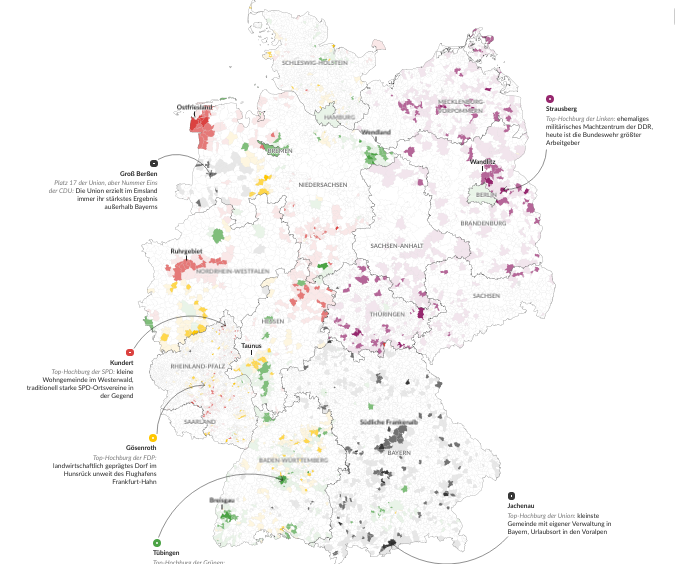 SCHLESWIG-HOLSTEIN
Ostfriesland
HAMBURG
MECKLENBURG
VORPOMMERN
Strausberg
Top-Hochburg der Linken: ehemaliges
militärisches Machtzentrum der DDR,
heute ist die Bundeswehr größter
Arbeitgeber
Wendland
BREMEN
Wandlitz
Groß Berßen
Platz 17 der Union, aber Nummer Eins
der CDU: Die Union erzielt im Emsland
immer ihr stärkstes Ergebnis
außerhalb Bayerns
NIEDERSACHSEN
BERLIN
BRANDENBURG
Ruhrgebiet
SACHSEN-ANHALT
NORDRHEIN-WESTFALEN
SACHSEN
HESSEN
THÜRINGEN
Taunus
Kundert
Top-Hochburg der SPD: kleine
Wohngemeinde im Westerwald,
traditionell starke SPD-Ortsvereine in
der Gegend
RHEINLAND-PFALZ
SAARLAND
Südliche Frankenalb
BAYERN
Gösenroth
Top-Hochburg der FDP:
landwirtschaftlich geprägtes Dorf im
Hunsrück unweit des Flughafens
Frankfurt-Hahn
BADEN-WÜRTTEMBERG
Breisgau
Jachenau
Top-Hochburg der Union: kleinste
Gemeinde mit eigener Verwaltung in
Bayern, Urlaubsort in den Voralpen
Tübingen
Top-Hochburg der Grünen: